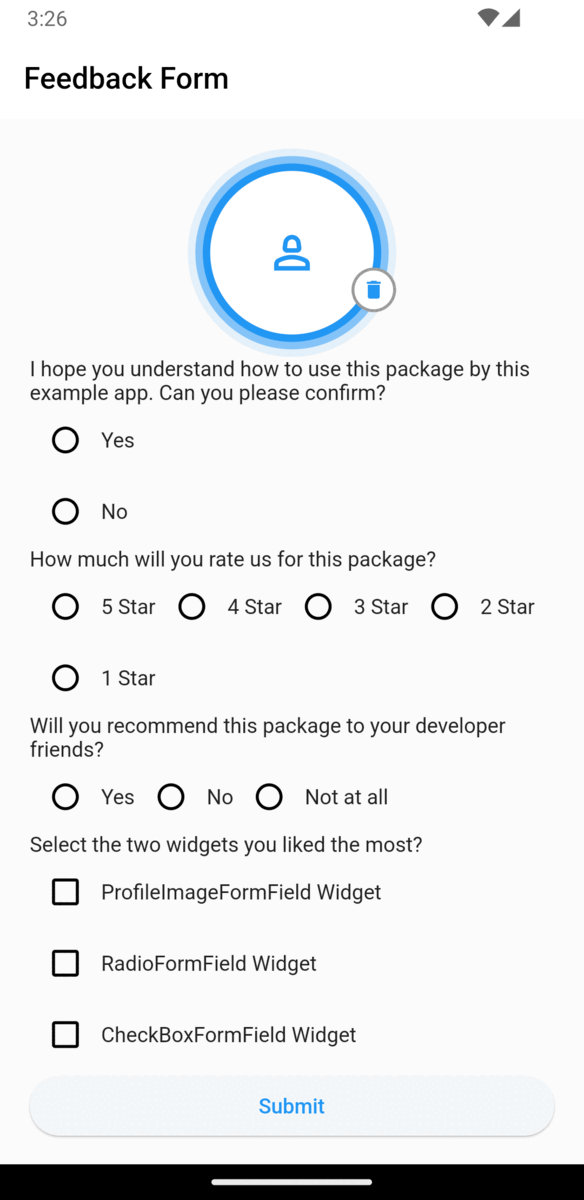 3:26
Feedback Form
I hope you understand how to use this package by this
example app. Can you please confirm?
Yes
No
How much will you rate us for this package?
5 Star 4 Star 3 Star 2 Star
1 Star
Will you recommend this package to your developer
friends?
Yes No Not at all
Select the two widgets you liked the most?
ProfileImageFormField Widget
RadioFormField Widget
CheckBoxFormField Widget
Submit